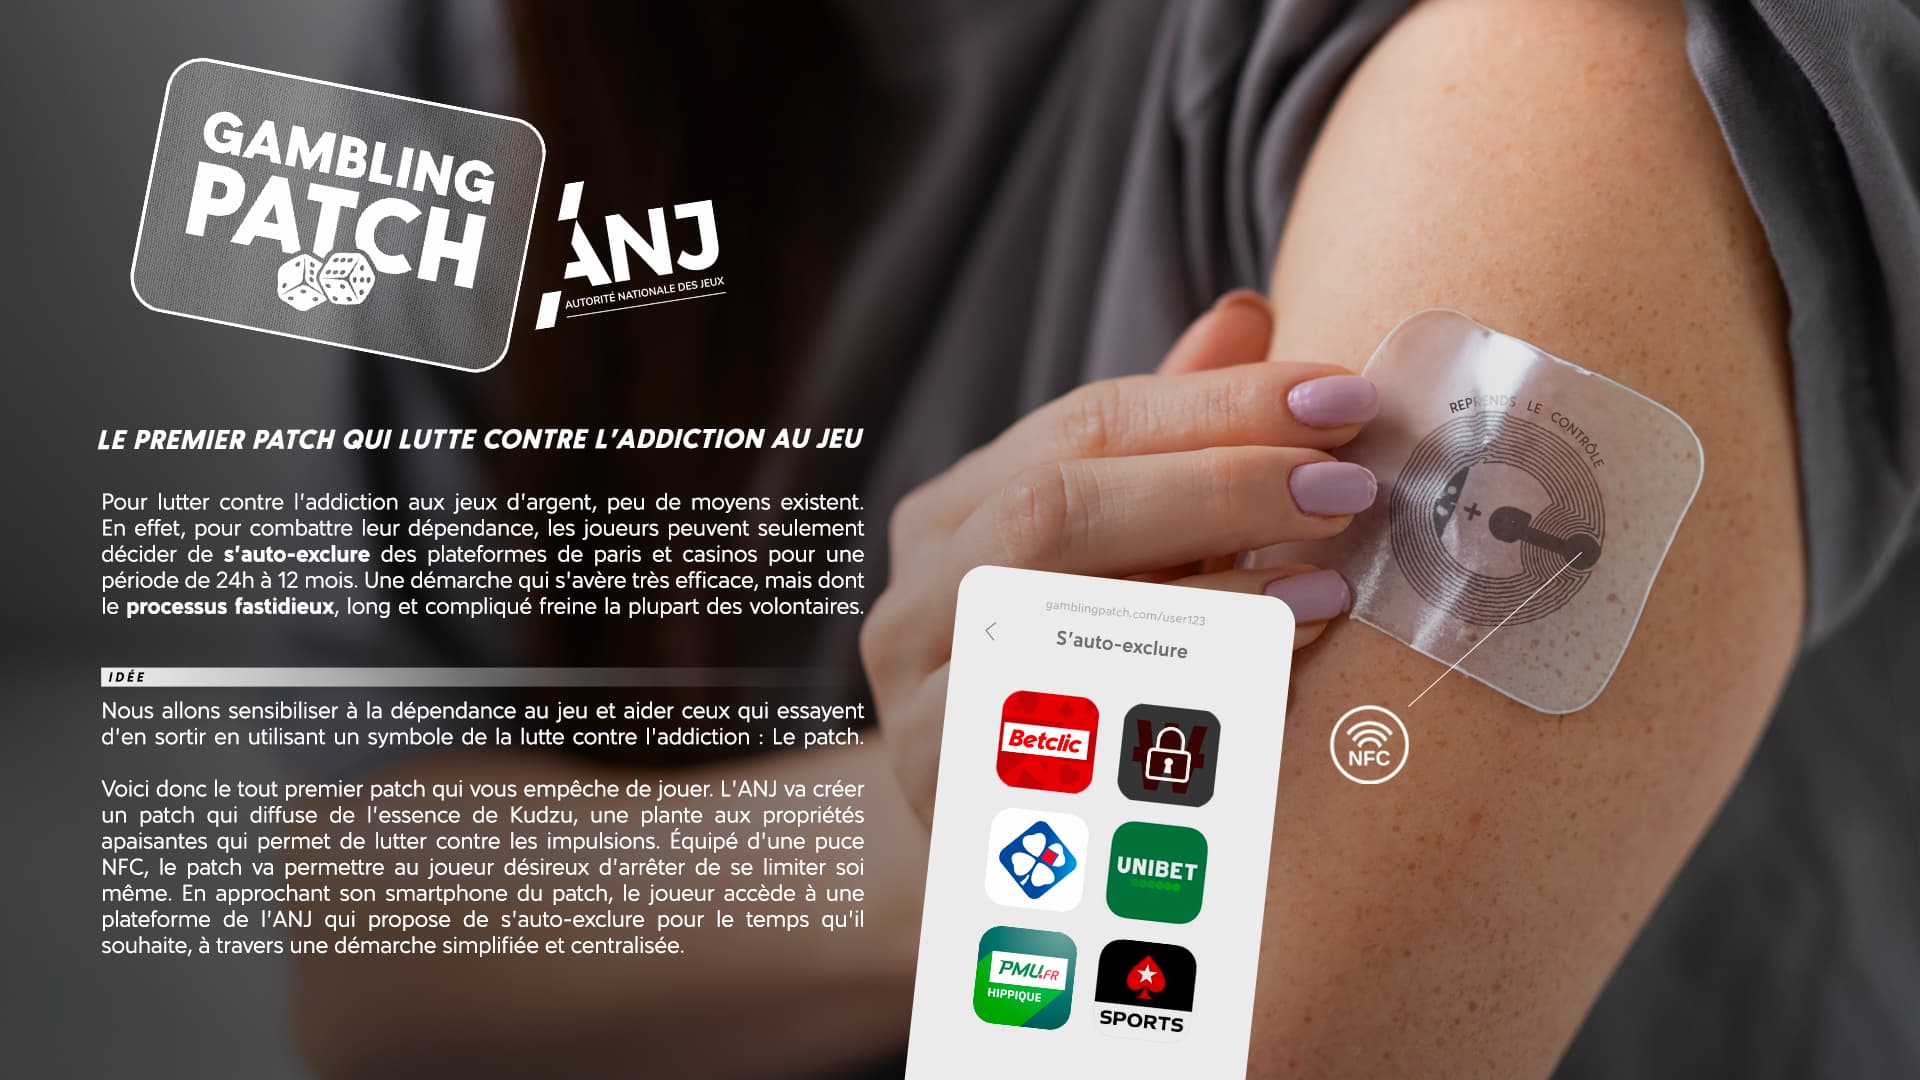 GAMBLING
PATCH
ANJ
AUTORITÉ NATIONALE DES JEUX
LE PREMIER PATCH QUI LUTTE CONTRE L'ADDICTION AU JEU
Pour lutter contre l'addiction aux jeux d'argent, peu de moyens existent.
En effet, pour combattre leur dépendance, les joueurs peuvent seulement
décider de s'auto-exclure des plateformes de paris et casinos pour une
période de 24h à 12 mois. Une démarche qui s'avère très efficace, mais dont
le processus fastidieux, long et compliqué freine la plupart des volontaires.
IDÉE
Nous allons sensibiliser à la dépendance au jeu et aider ceux qui essayent
d'en sortir en utilisant un symbole de la lutte contre l'addiction : Le patch.
Voici donc le tout premier patch qui vous empêche de jouer. L'ANJ va créer
un patch qui diffuse de l'essence de Kudzu, une plante aux propriétés
apaisantes qui permet de lutter contre les impulsions. Équipé d'une puce
NFC, le patch va permettre au joueur désireux d'arrêter de se limiter soi
même. En approchant son smartphone du patch, le joueur accède à une
plateforme de l'ANJ qui propose de s'auto-exclure pour le temps qu'il
souhaite, à travers une démarche simplifiée et centralisée.
REPRENDS LE CONTRÔLE
NFC
gamblingpatch.com/user123
S'auto-exclure
Betclic
W
UNIBET
PMU.FR
HIPPIQUE
SPORTS